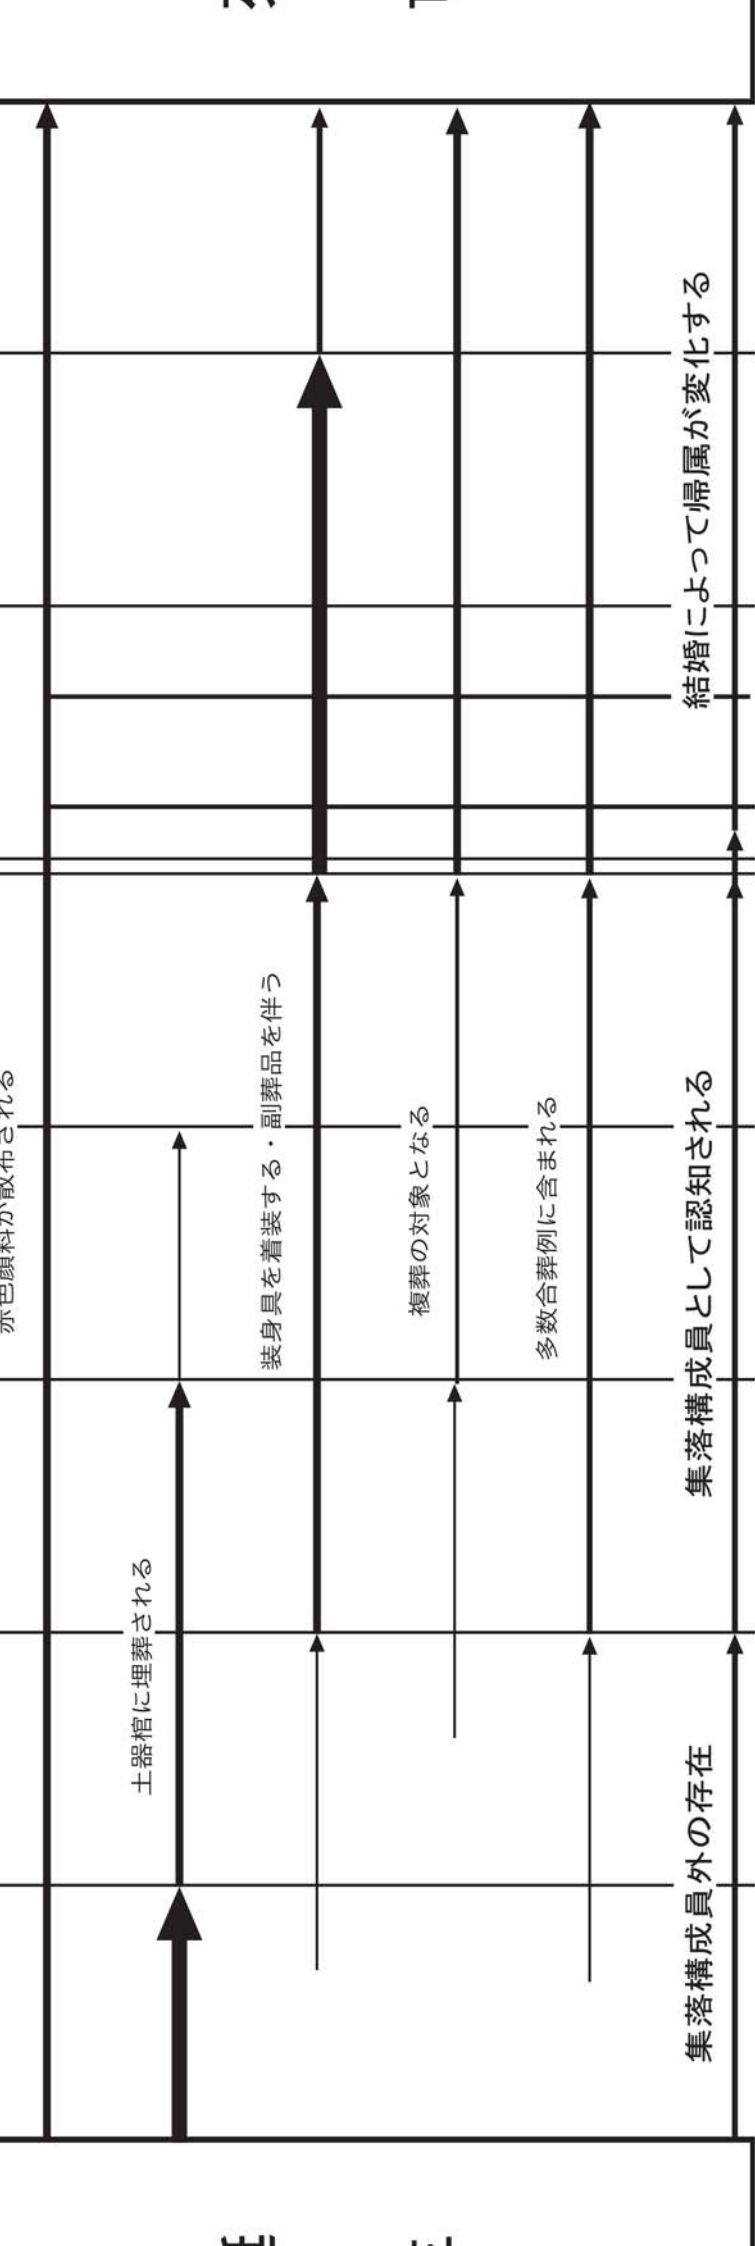 赤色顔料が散布される
土器棺に埋葬される
装身具を着装する・副葬品を伴う
複葬の対象となる
多数合葬例に含まれる
集落構成員外の存在
集落構成員として認知される
結婚によって帰属が変化する